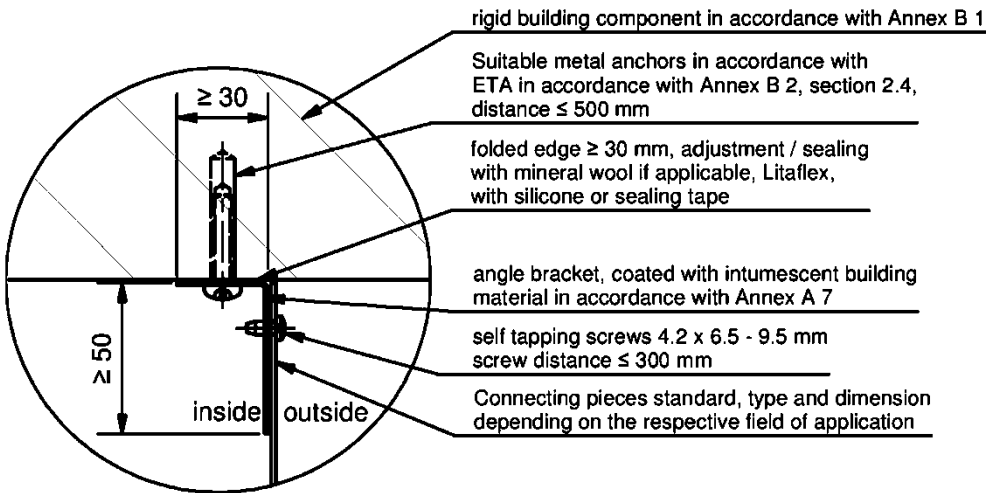 rigid building component in accordance with Annex B 1
Suitable metal anchors in accordance with
ETA in accordance with Annex B 2, section 2.4,
distance ≤ 500 mm
≥ 30
folded edge ≥ 30 mm, adjustment / sealing
with mineral wool if applicable, Litaflex,
with silicone or sealing tape
angle bracket, coated with intumescent building
material in accordance with Annex A 7
self tapping screws 4.2 x 6.5 - 9.5 mm
screw distance ≤ 300 mm
≥ 50
Connecting pieces standard, type and dimension
depending on the respective field of application
inside outside